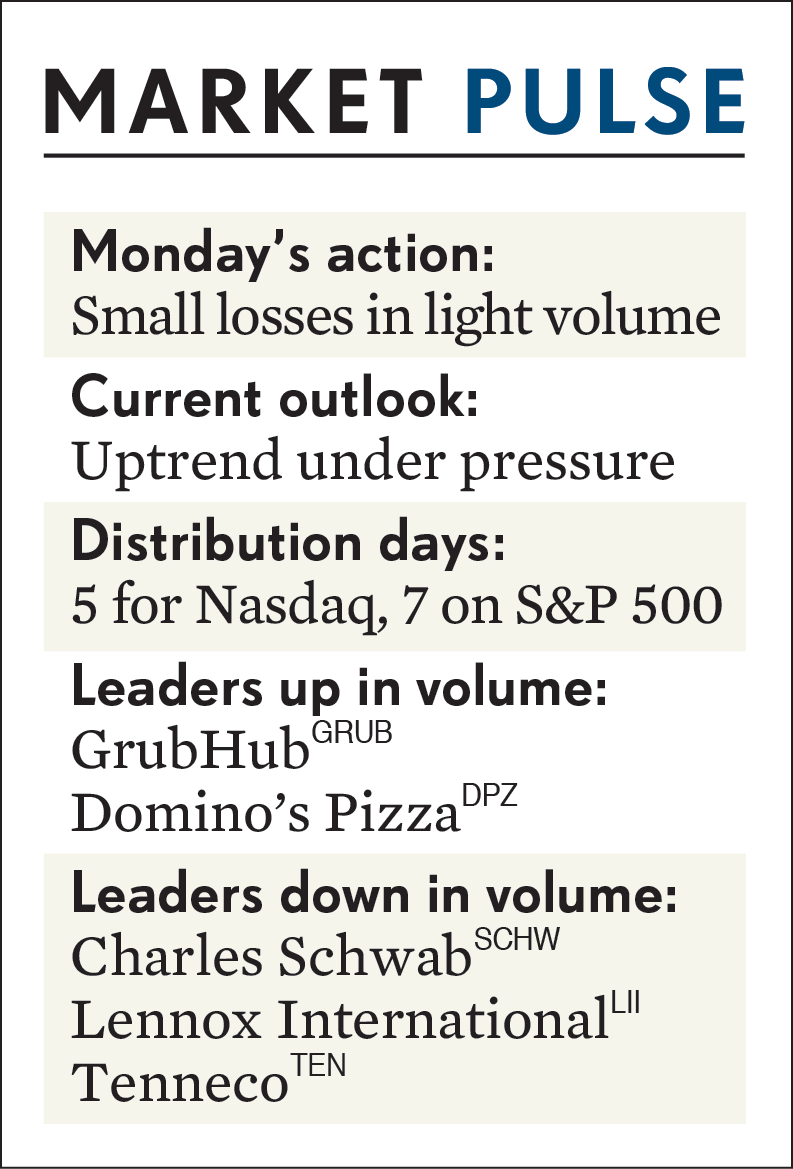 MARKET PULSE
Monday’s action:
Small losses in light volume
Current outlook:
Uptrend under pressure
Distribution days:
5 for Nasdaq, 7 on S&P 500
Leaders up in volume:
GrubHub GRUB
Domino’s Pizza DPZ
Leaders down in volume:
Charles Schwab SCHW
Lennox International LII
Tenneco TEN